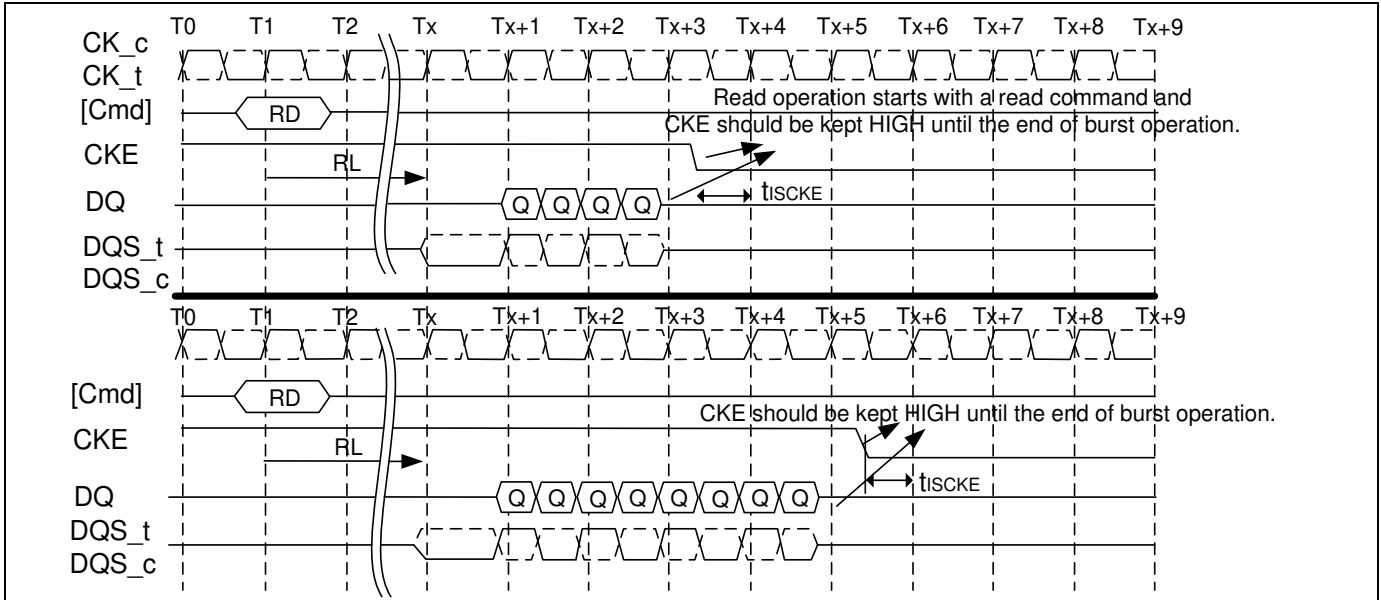 T0 T1 T2 Tx Tx+1 Tx+2 Tx+3 Tx+4 Tx+5 Tx+6 Tx+7 Tx+8 Tx+9
CK_c
CK_t
[Cmd] RD
Read operation starts with a read command and
CKE should be kept HIGH until the end of burst operation.
CKE
RL
tISCKE
DQ Q Q Q Q
DQS_t
DQS_c
T0 T1 T2 Tx Tx+1 Tx+2 Tx+3 Tx+4 Tx+5 Tx+6 Tx+7 Tx+8 Tx+9
[Cmd] RD
CKE should be kept HIGH until the end of burst operation.
CKE
RL
tISCKE
DQ Q Q Q Q Q Q Q Q
DQS_t
DQS_c